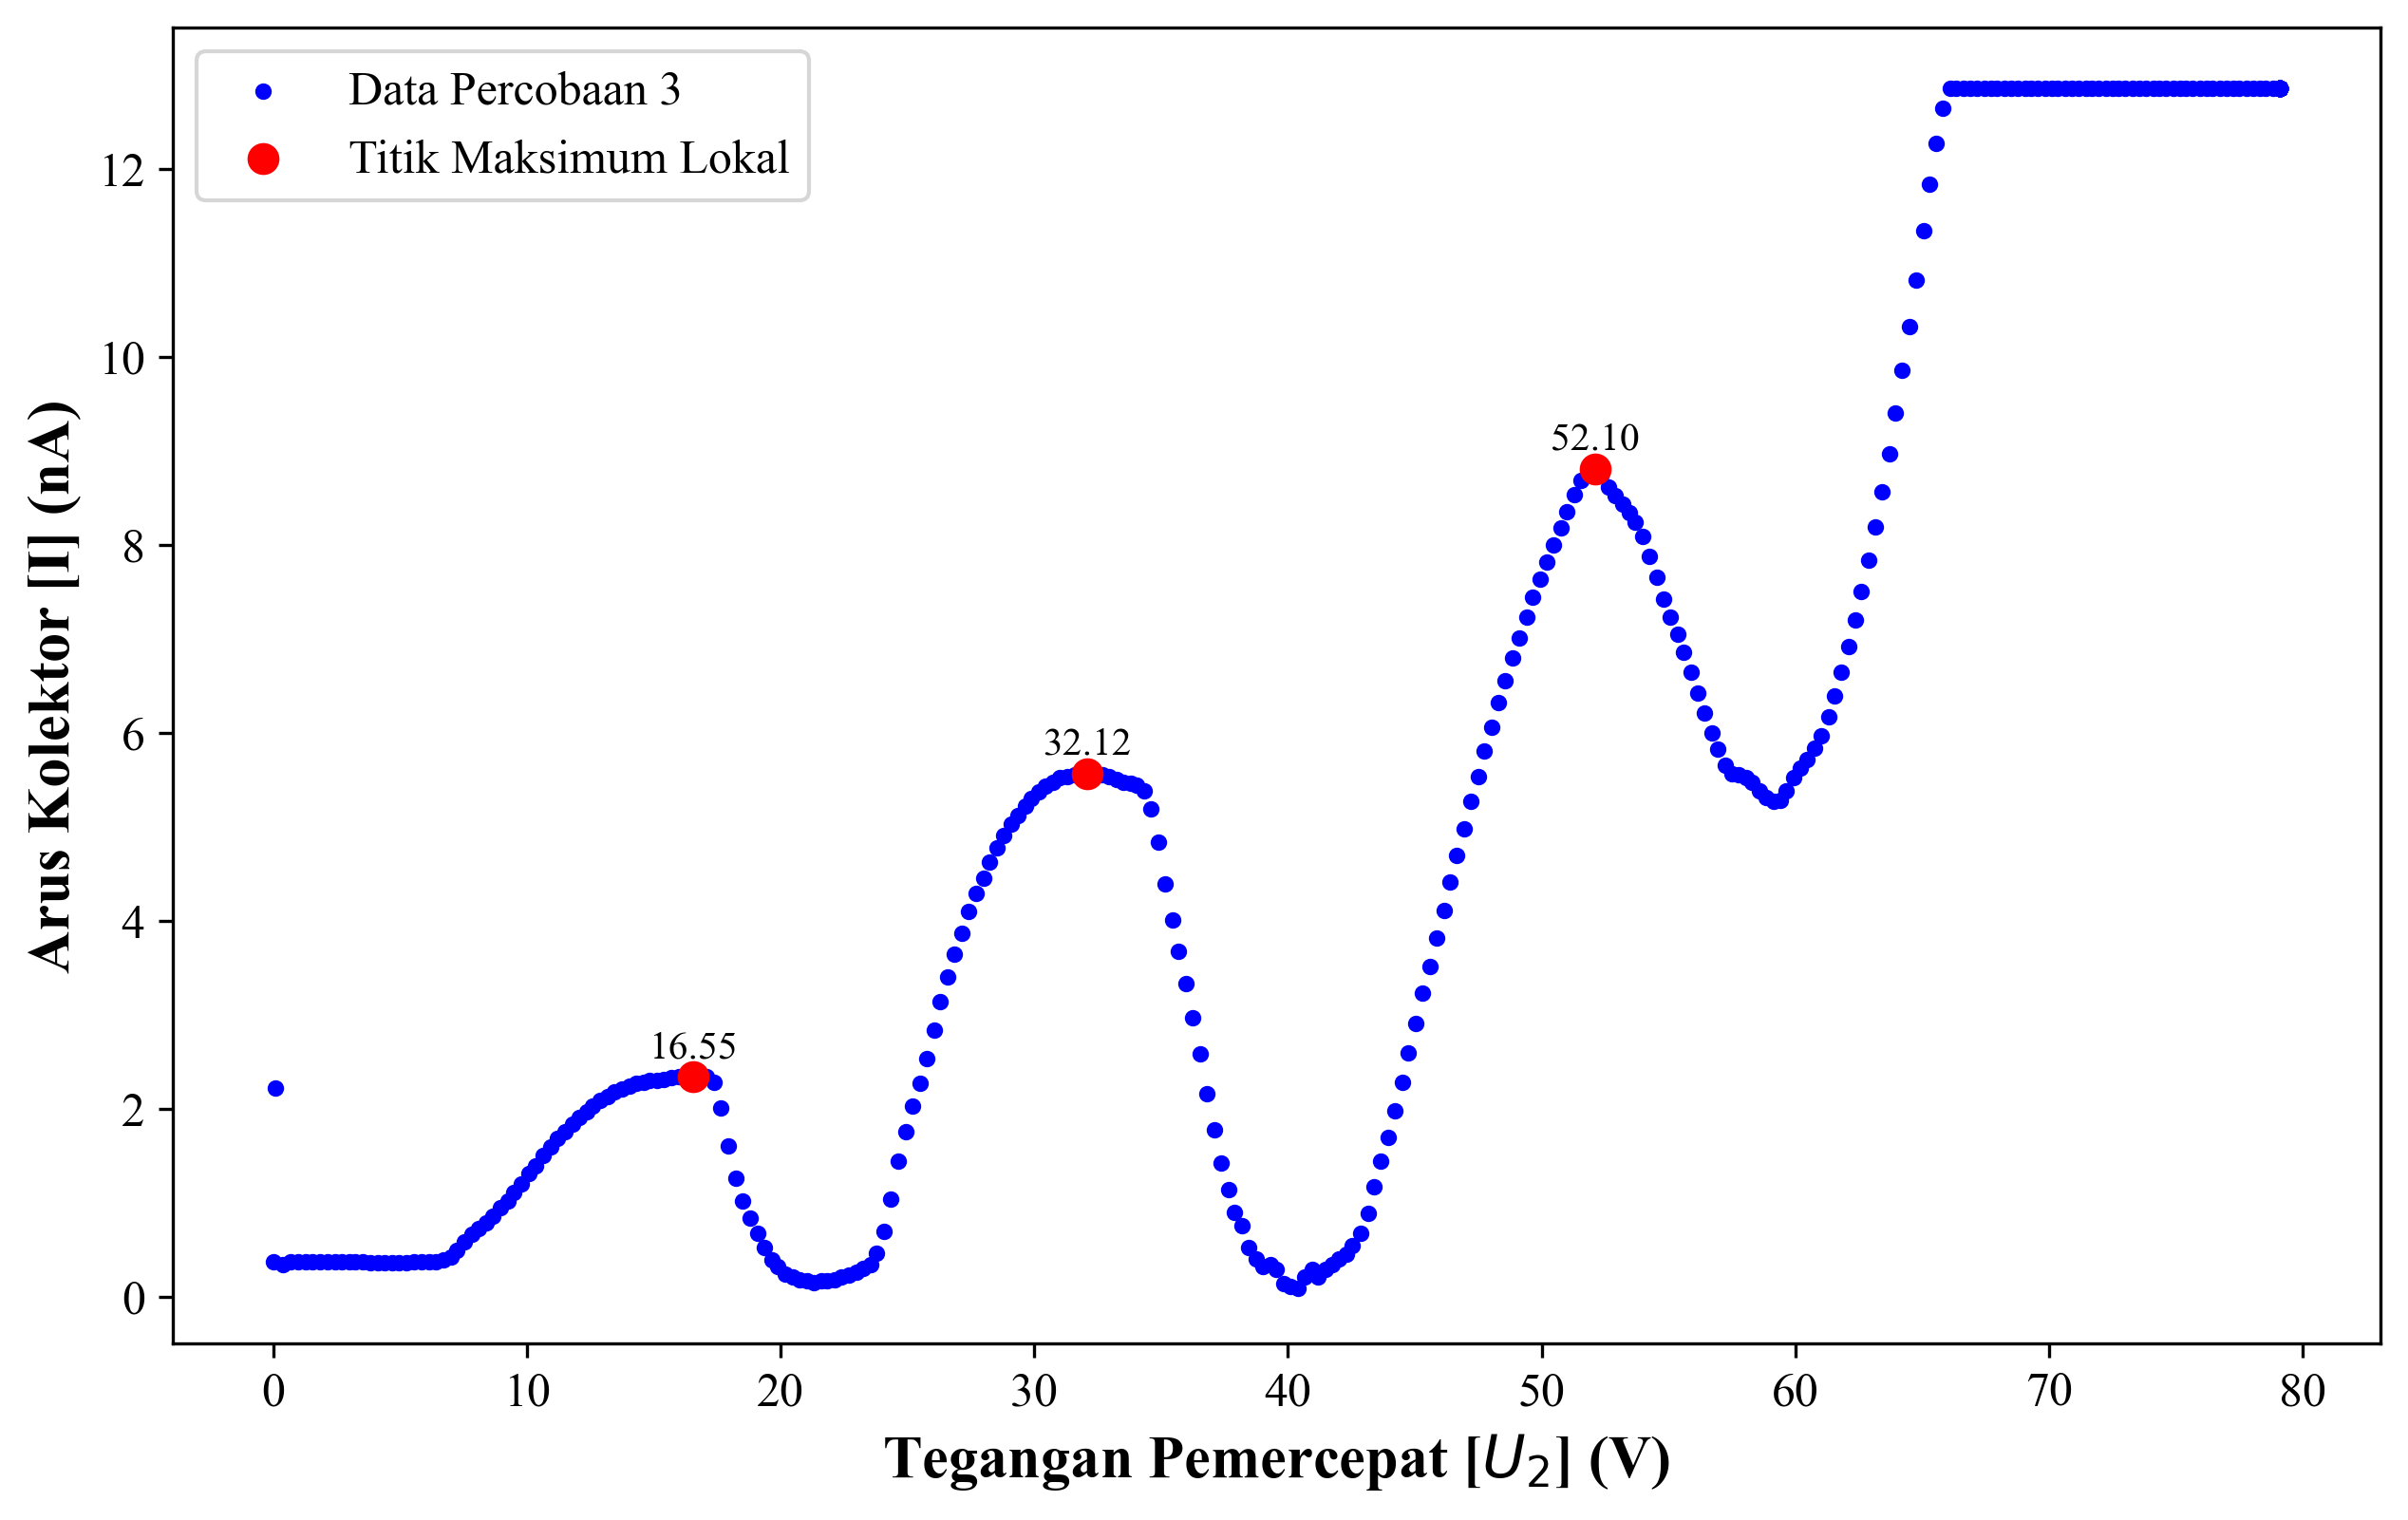 Data Percobaan 3
Titik Maksimum Lokal
12
10
8
6
4
2
0
52.10
32.12
16.55
Arus Kolektor [I] (nA)
0 10 20 30 40 50 60 70 80
Tegangan Pemercepat [U₂] (V)